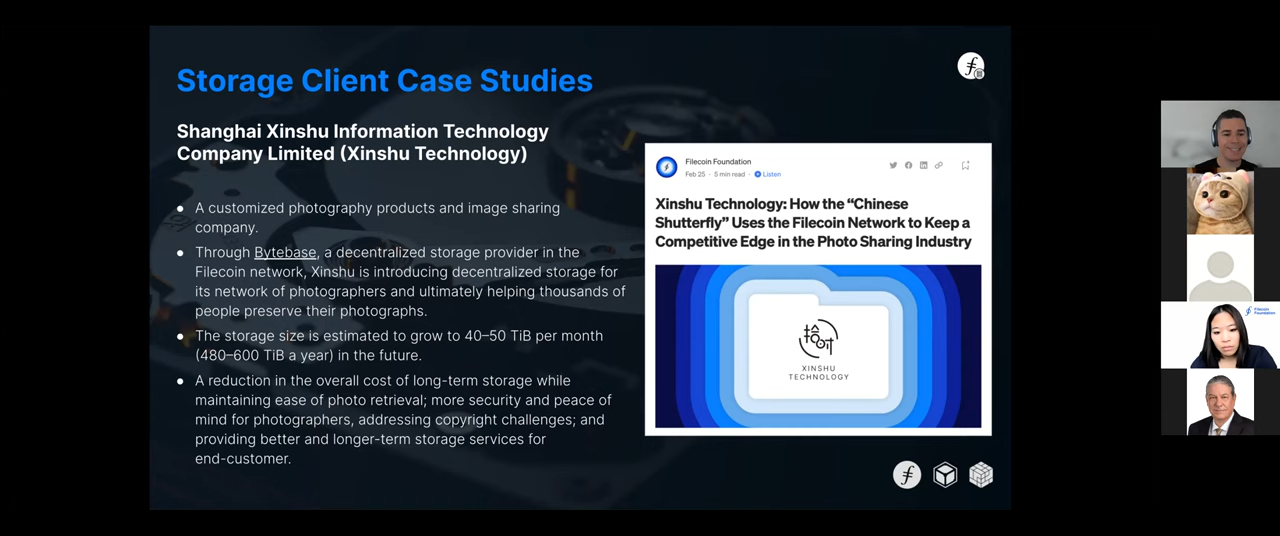 Storage Client Case Studies
Shanghai Xinshu Information Technology
Company Limited (Xinshu Technology)
● A customized photography products and image sharing
company.
● Through Bytebase, a decentralized storage provider in the
Filecoin network, Xinshu is introducing decentralized storage for
its network of photographers and ultimately helping thousands of
people preserve their photographs.
● The storage size is estimated to grow to 40–50 TiB per month
(480–600 TiB a year) in the future.
● A reduction in the overall cost of long-term storage while
maintaining ease of photo retrieval; more security and peace of
mind for photographers, addressing copyright challenges; and
providing better and longer-term storage services for
end-customer.
Filecoin Foundation
Feb 25 · 5 min read · Listen
Xinshu Technology: How the “Chinese
Shutterfly” Uses the Filecoin Network to Keep a
Competitive Edge in the Photo Sharing Industry
XINSHU
TECHNOLOGY
Filecoin
Foundation